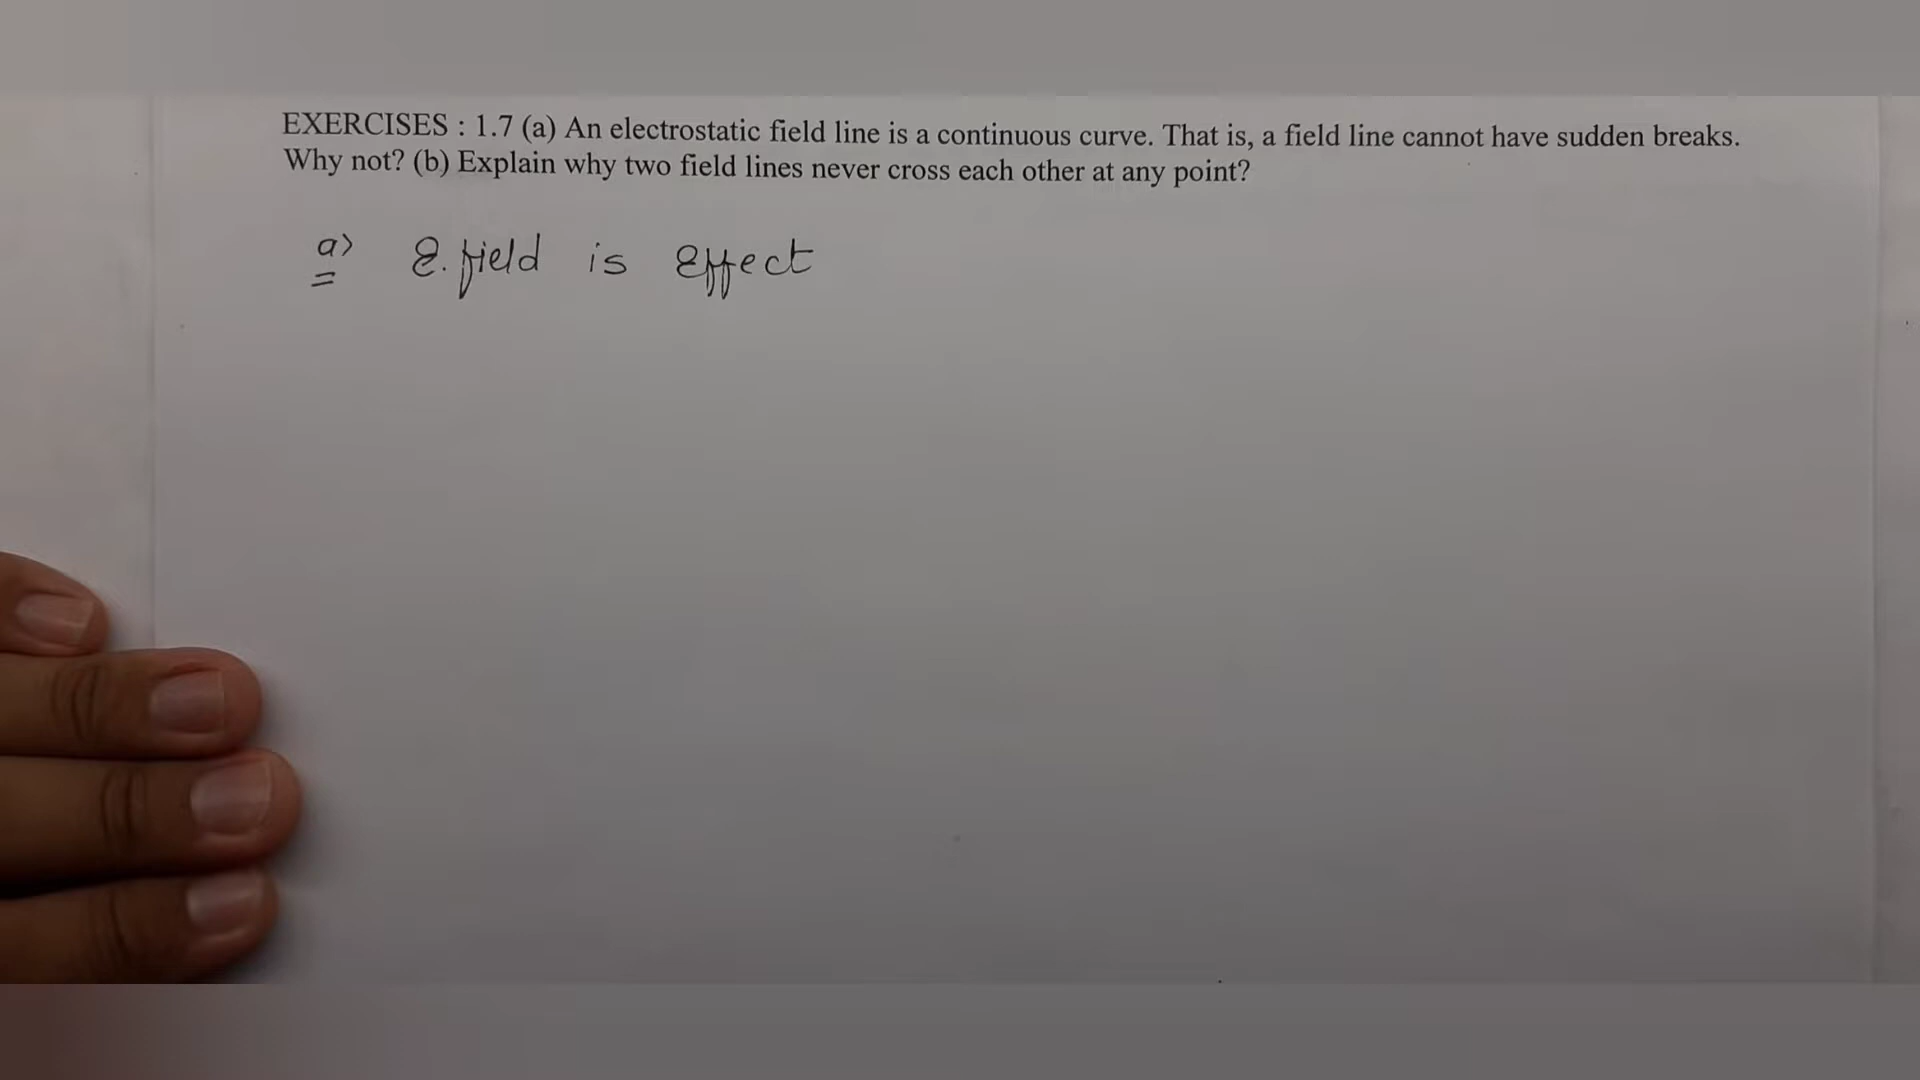 EXERCISES : 1.7 (a) An electrostatic field line is a continuous curve. That is, a field line cannot have sudden breaks.
Why not? (b) Explain why two field lines never cross each other at any point?
a) E. field is Effect